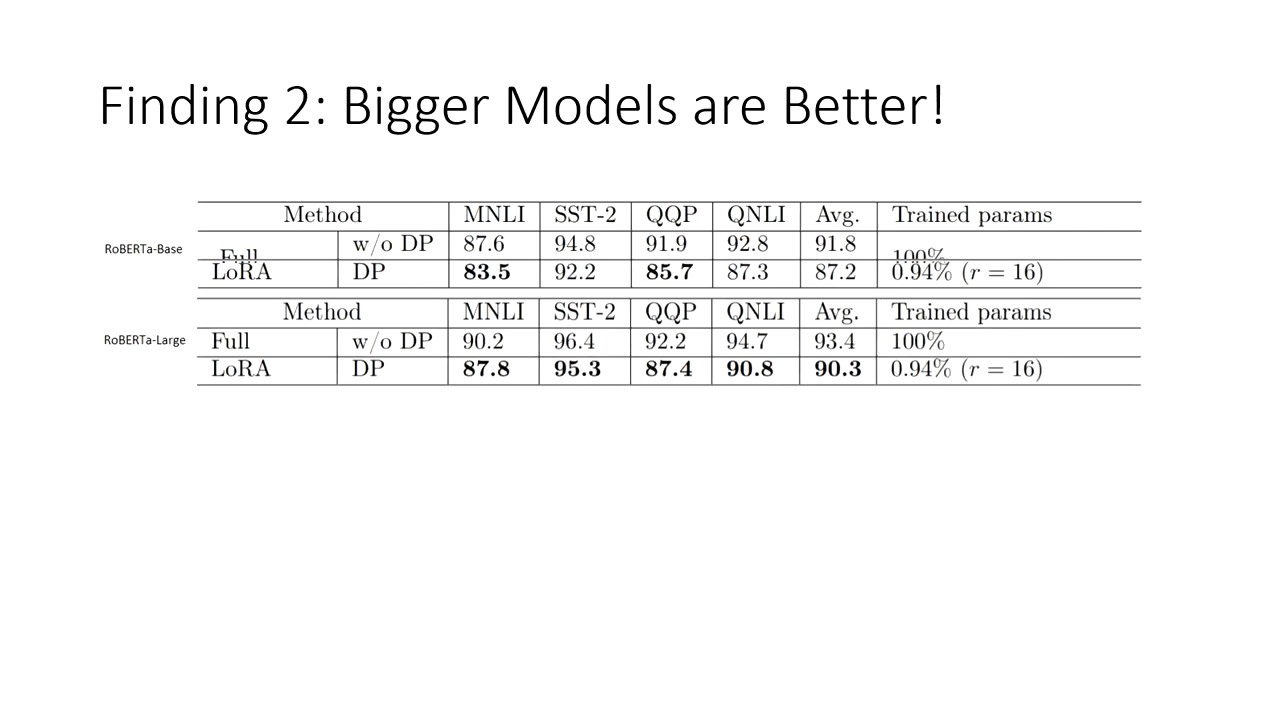 Finding 2: Bigger Models are Better!
Method MNLI SST-2 QQP QNLI Avg. Trained params
RoBERTa-Base Full w/o DP 87.6 94.8 91.9 92.8 91.8 100%
LoRA DP 83.5 92.2 85.7 87.3 87.2 0.94% (r = 16)
Method MNLI SST-2 QQP QNLI Avg. Trained params
RoBERTa-Large Full w/o DP 90.2 96.4 92.2 94.7 93.4 100%
LoRA DP 87.8 95.3 87.4 90.8 90.3 0.94% (r = 16)